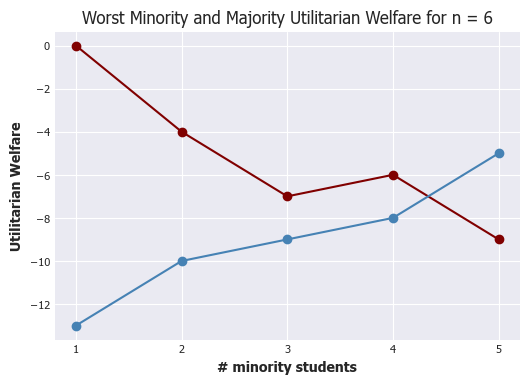 Worst Minority and Majority Utilitarian Welfare for n = 6
Utilitarian Welfare
0
−2
−4
−6
−8
−10
−12
1 2 3 4 5
# minority students